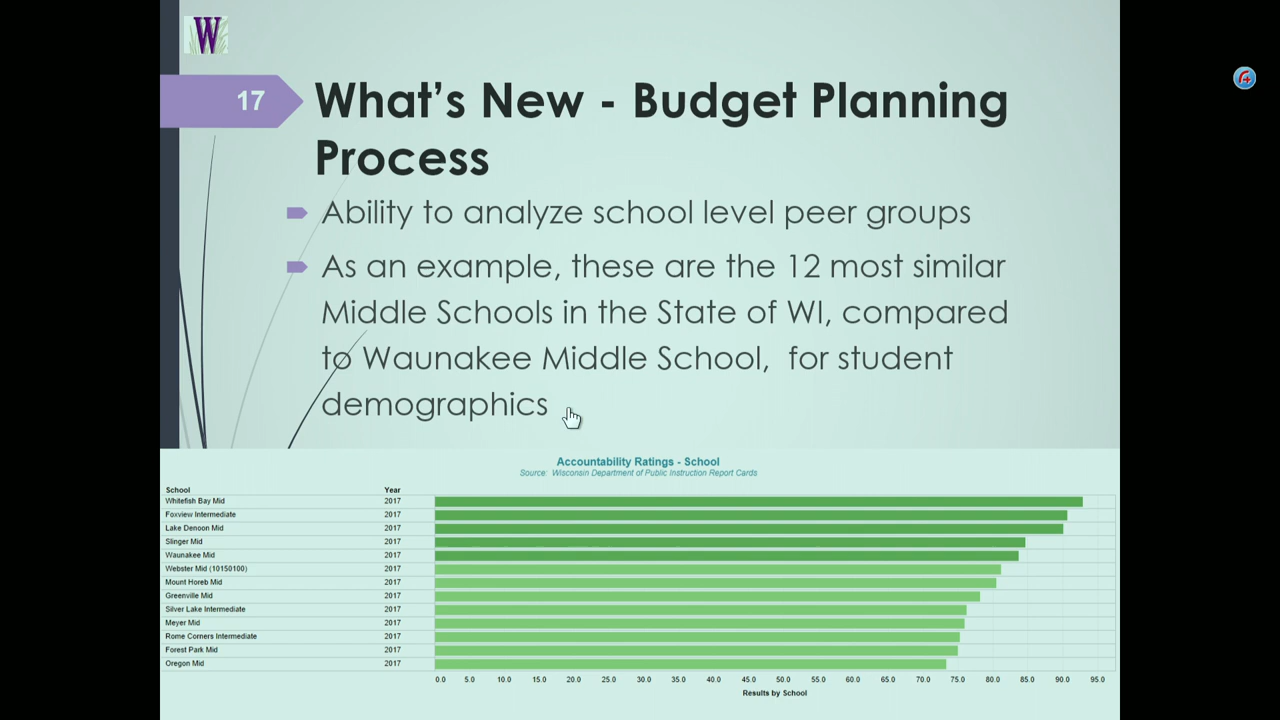 W
17
What's New - Budget Planning
Process
Ability to analyze school level peer groups
As an example, these are the 12 most similar
Middle Schools in the State of WI, compared
to Waunakee Middle School,  for student
demographics
Accountability Ratings - School
Source:  Wisconsin Department of Public Instruction Report Cards
School Year
Whitefish Bay Mid 2017
Foxview Intermediate 2017
Lake Denoon Mid 2017
Slinger Mid 2017
Waunakee Mid 2017
Webster Mid (10150100) 2017
Mount Horeb Mid 2017
Greenville Mid 2017
Silver Lake Intermediate 2017
Meyer Mid 2017
Rome Corners Intermediate 2017
Forest Park Mid 2017
Oregon Mid 2017
0.0 5.0 10.0 15.0 20.0 25.0 30.0 35.0 40.0 45.0 50.0 55.0 60.0 65.0 70.0 75.0 80.0 85.0 90.0 95.0
Results by School